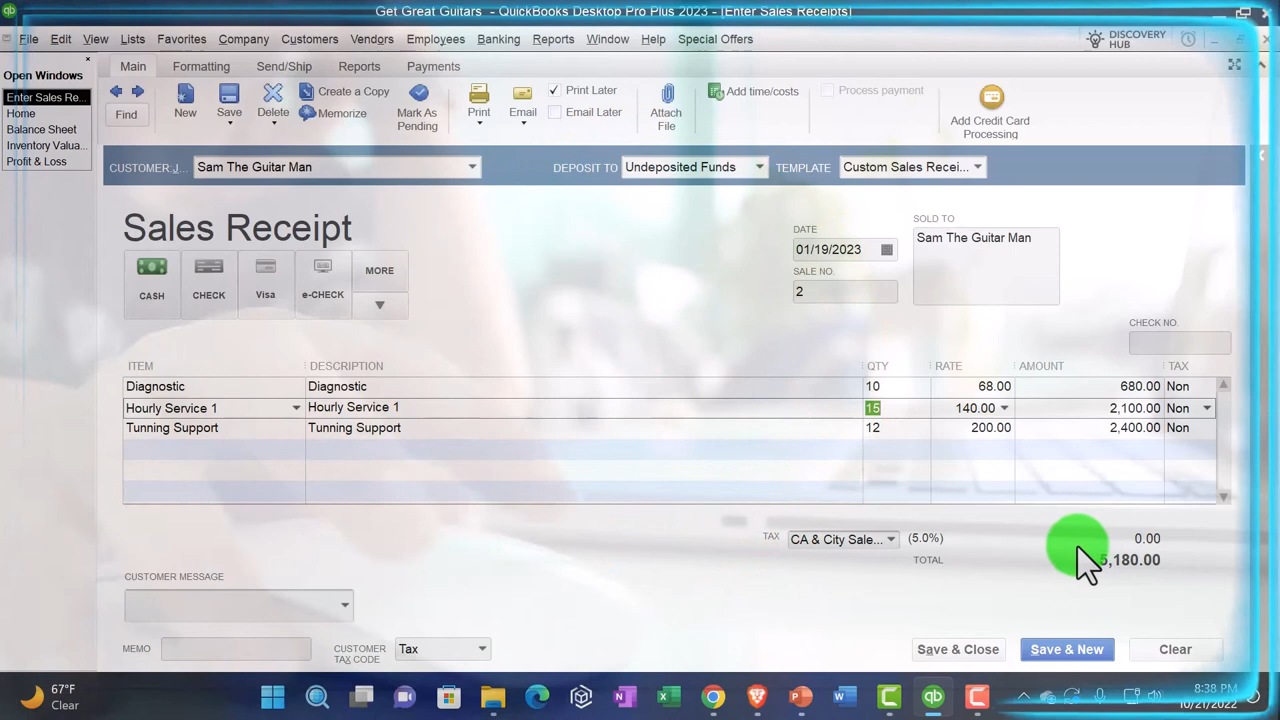 Get Great Guitars - QuickBooks Desktop Pro Plus 2023 - [Enter Sales Receipts]
File Edit View Lists Favorites Company Customers Vendors Employees Banking Reports Window Help Special Offers
DISCOVERY HUB
Open Windows
Enter Sales Re...
Home
Balance Sheet
Inventory Valua...
Profit & Loss
Main Formatting Send/Ship Reports Payments
Find
New
Save
Delete
Create a Copy
Memorize
Mark As Pending
Print
Email
Print Later
Email Later
Attach File
Add time/costs
Process payment
Add Credit Card Processing
CUSTOMER:J... Sam The Guitar Man DEPOSIT TO Undeposited Funds TEMPLATE Custom Sales Recei...
Sales Receipt
CASH CHECK Visa e-CHECK MORE
DATE
01/19/2023
SALE NO.
2
SOLD TO
Sam The Guitar Man
CHECK NO.
ITEM DESCRIPTION QTY RATE AMOUNT TAX
Diagnostic Diagnostic 10 68.00 680.00 Non
Hourly Service 1 Hourly Service 1 15 140.00 2,100.00 Non
Tunning Support Tunning Support 12 200.00 2,400.00 Non
TAX CA & City Sale... (5.0%) 0.00
TOTAL 5,180.00
CUSTOMER MESSAGE
MEMO
CUSTOMER TAX CODE Tax
Save & Close Save & New Clear
67°F
Clear
8:38 PM
10/21/2022